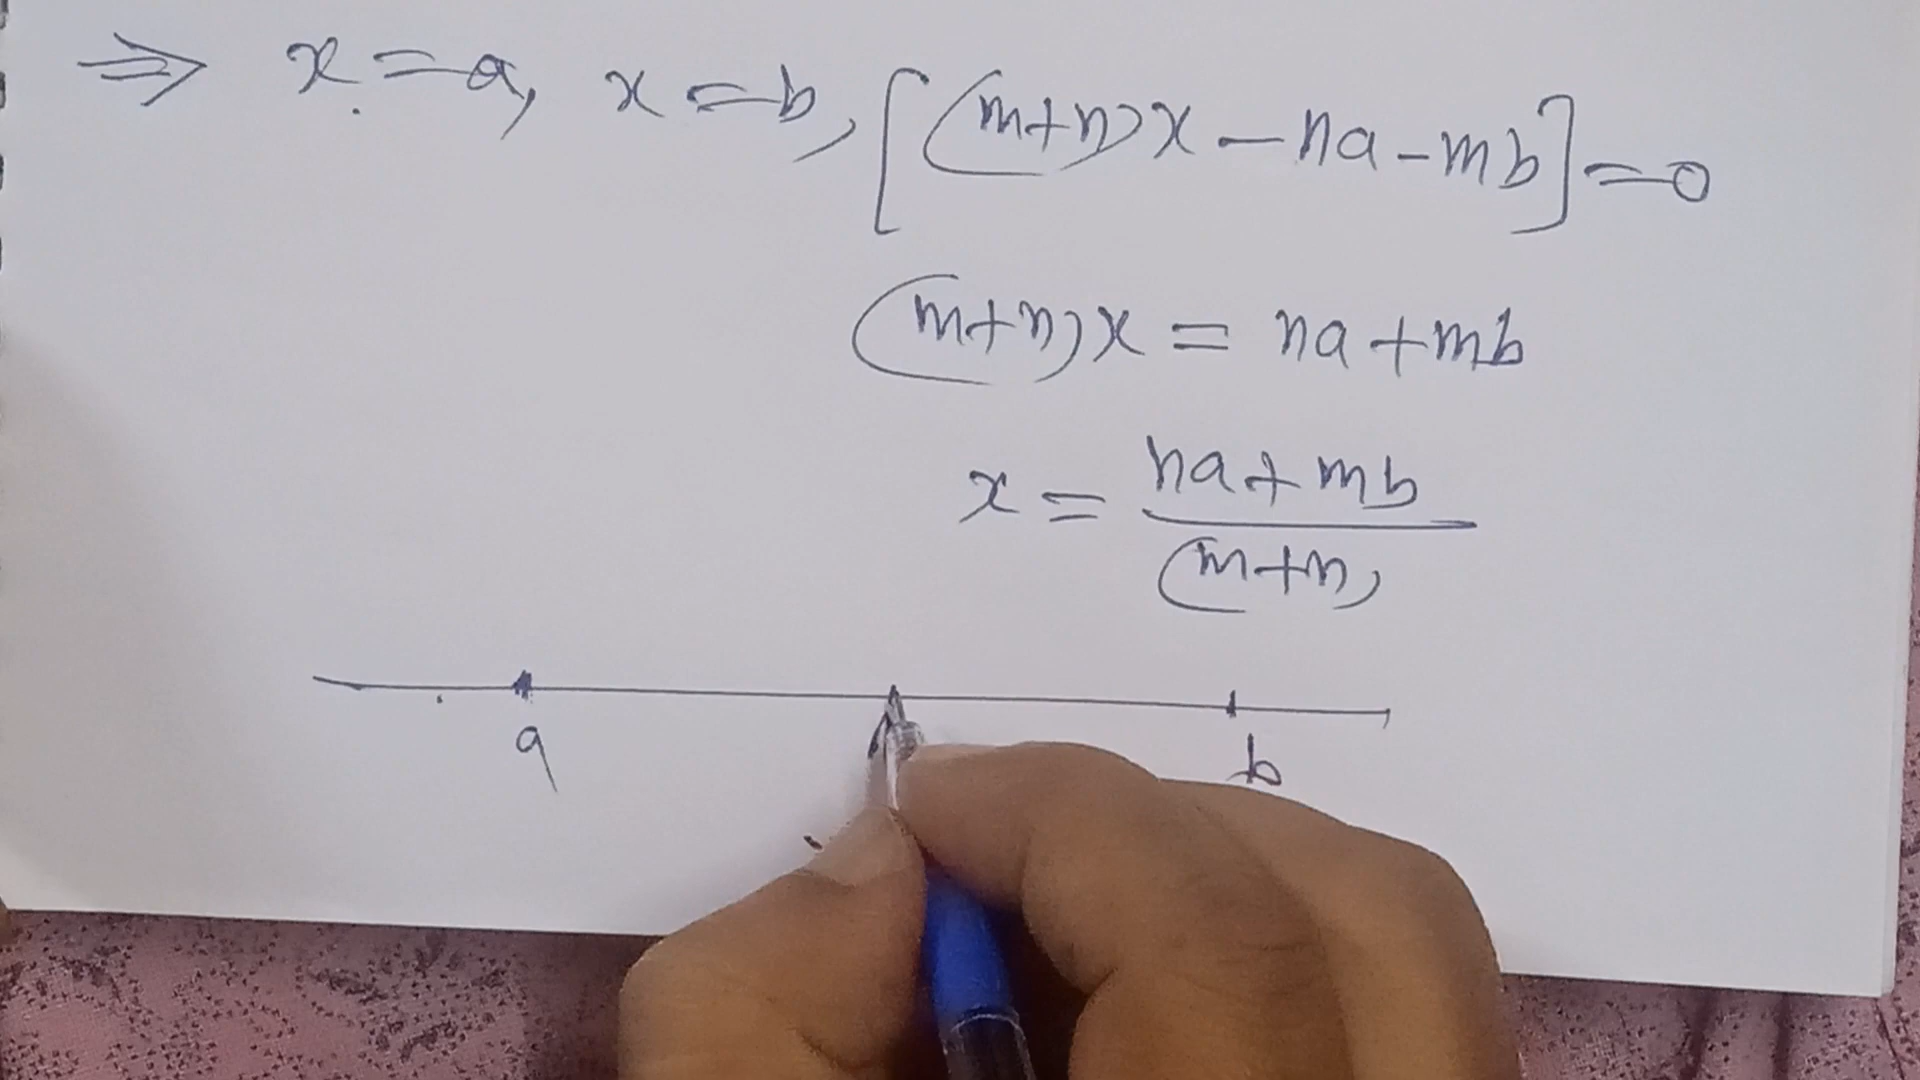 ⇒ x = a, x = b, [(m+n)x - na - mb] = 0
(m+n)x = na + mb
x = na + mb
(m+n)
a b